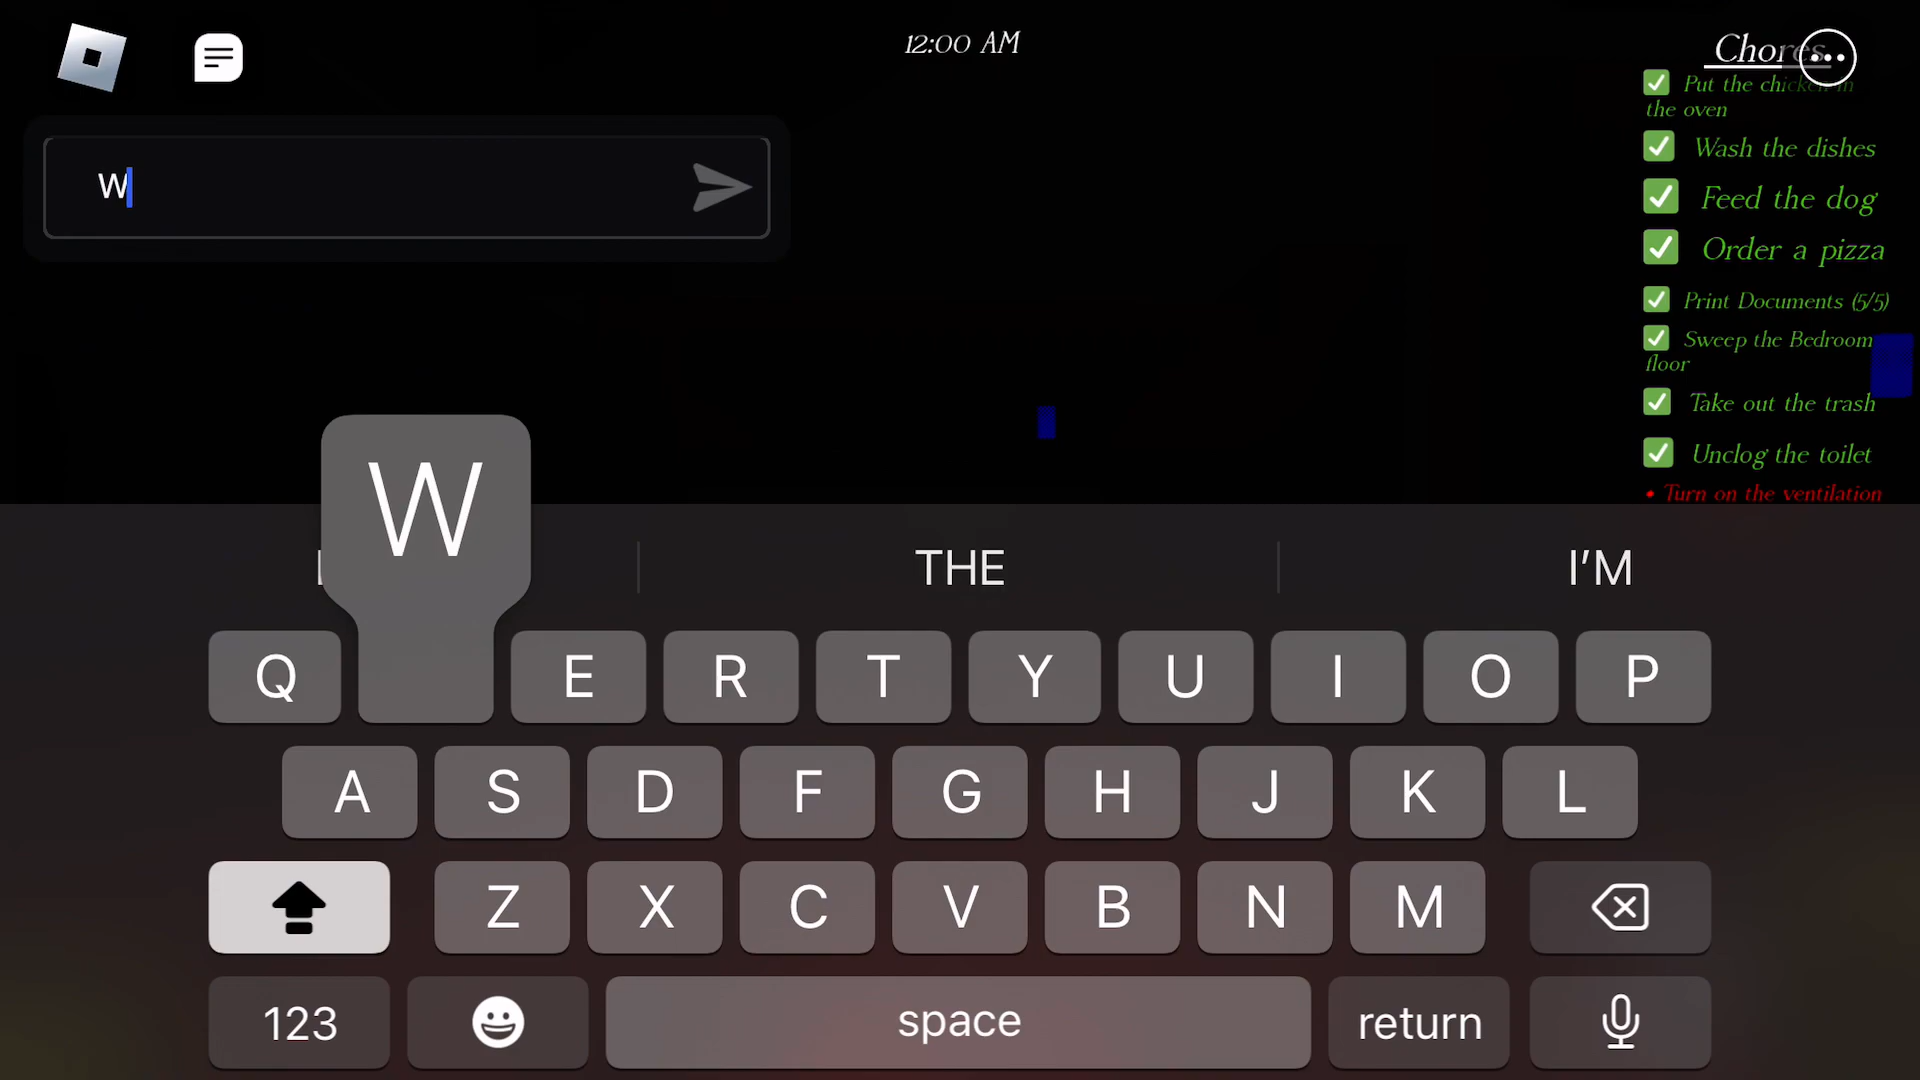 12:00 AM
Chores
✅ Put the chicken in
the oven
✅ Wash the dishes
✅ Feed the dog
✅ Order a pizza
✅ Print Documents (5/5)
✅ Sweep the Bedroom
floor
✅ Take out the trash
✅ Unclog the toilet
• Turn on the ventilation
W
W
THE
I'M
Q E R T Y U I O P
A S D F G H J K L
Z X C V B N M
123
space
return